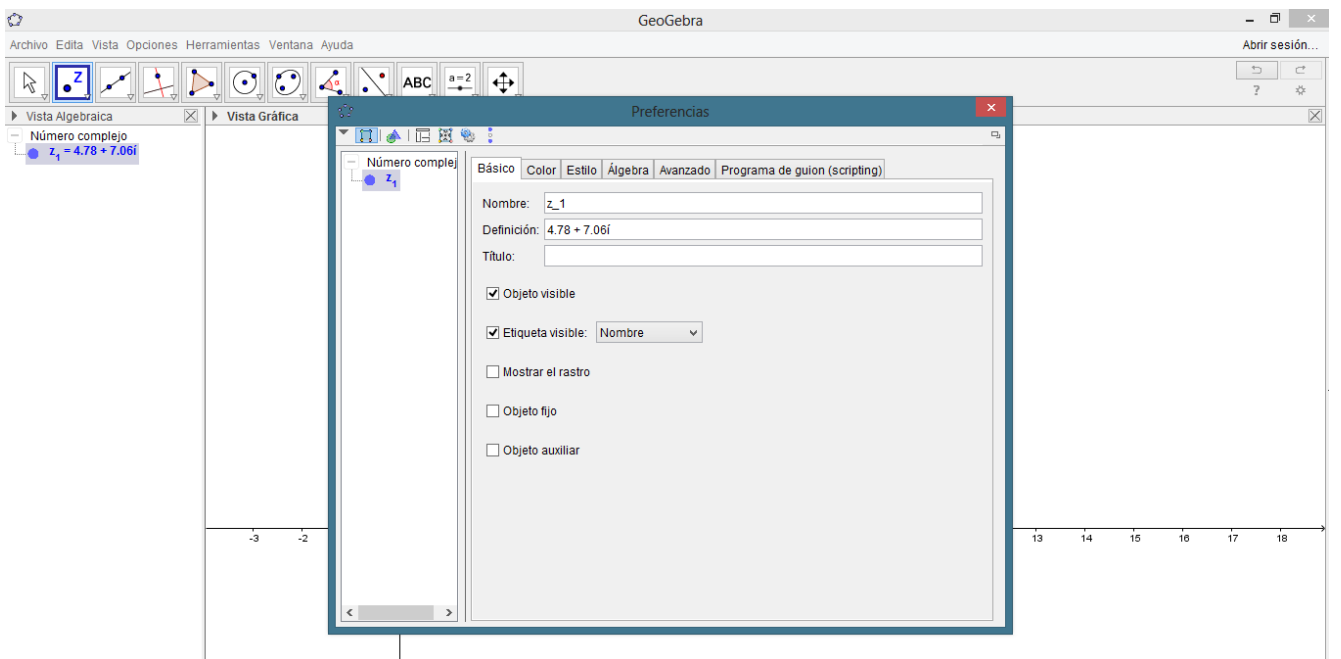 GeoGebra
Archivo Edita Vista Opciones Herramientas Ventana Ayuda
Abrir sesión...
Z
ABC
a=2
?
Vista Algebraica
Vista Gráfica
Número complejo
z₁ = 4.78 + 7.06í
Preferencias
Número complej
z₁
Básico Color Estilo Álgebra Avanzado Programa de guion (scripting)
Nombre: z_1
Definición: 4.78 + 7.06í
Título:
Objeto visible
Etiqueta visible: Nombre
Mostrar el rastro
Objeto fijo
Objeto auxiliar
-3 -2 13 14 15 16 17 18